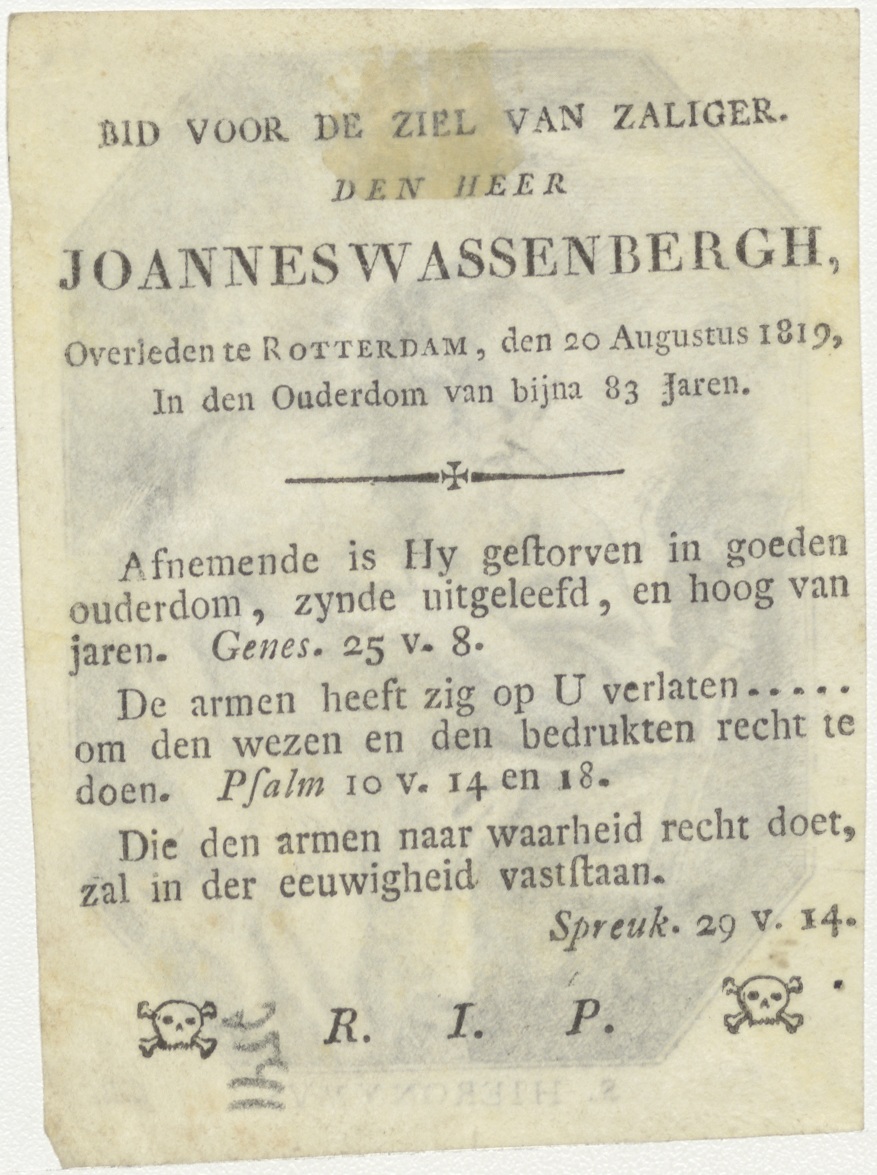 BID VOOR DE ZIEL VAN ZALIGER.
DEN HEER
JOANNES WASSENBERGH,
Overleden te ROTTERDAM, den 20 Augustus 1819,
In den Ouderdom van bijna 83 Jaren.
Afnemende is Hy geſtorven in goeden
ouderdom, zynde uitgeleefd, en hoog van
jaren. Genes. 25 v. 8.
De armen heeft zig op U verlaten.....
om den wezen en den bedrukten recht te
doen. Pſalm 10 v. 14 en 18.
Die den armen naar waarheid recht doet,
zal in der eeuwigheid vastſtaan.
Spreuk. 29 v. 14.
R. I. P.